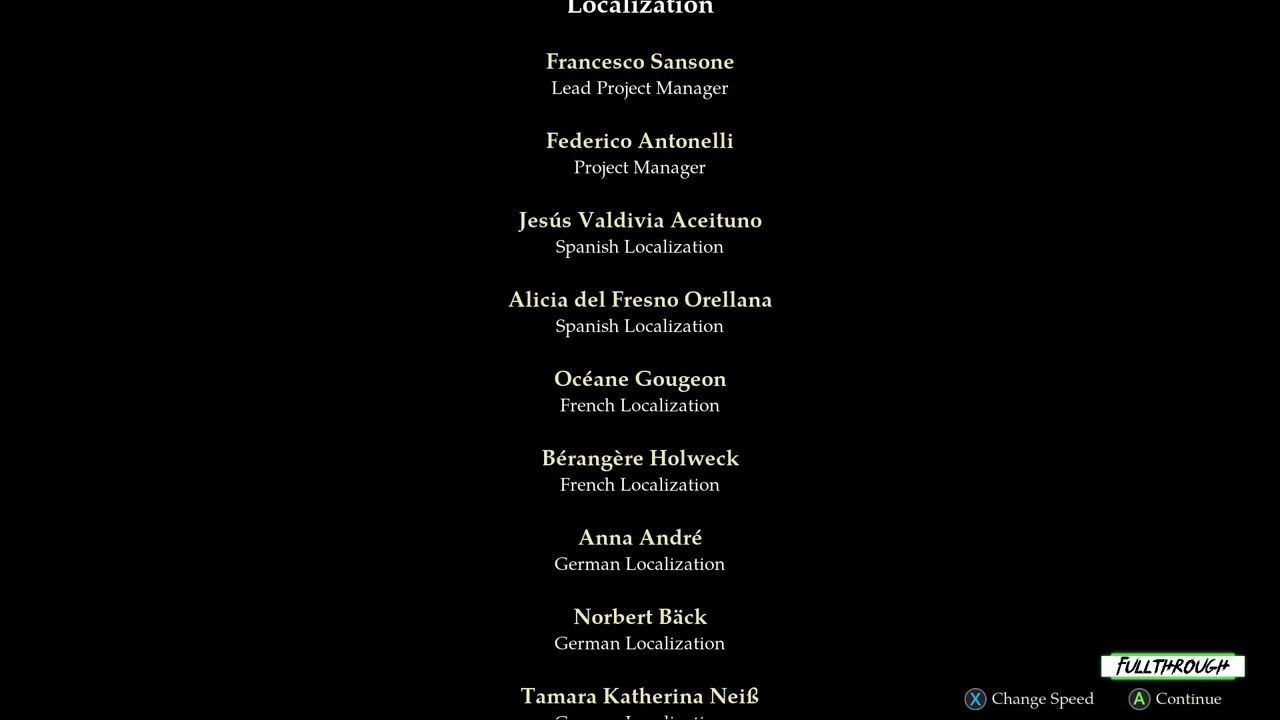 Localization
Francesco Sansone
Lead Project Manager
Federico Antonelli
Project Manager
Jesús Valdivia Aceituno
Spanish Localization
Alicia del Fresno Orellana
Spanish Localization
Océane Gougeon
French Localization
Bérangère Holweck
French Localization
Anna André
German Localization
Norbert Bäck
German Localization
Tamara Katherina Neiß
FULLTHROUGH
X Change Speed
A Continue